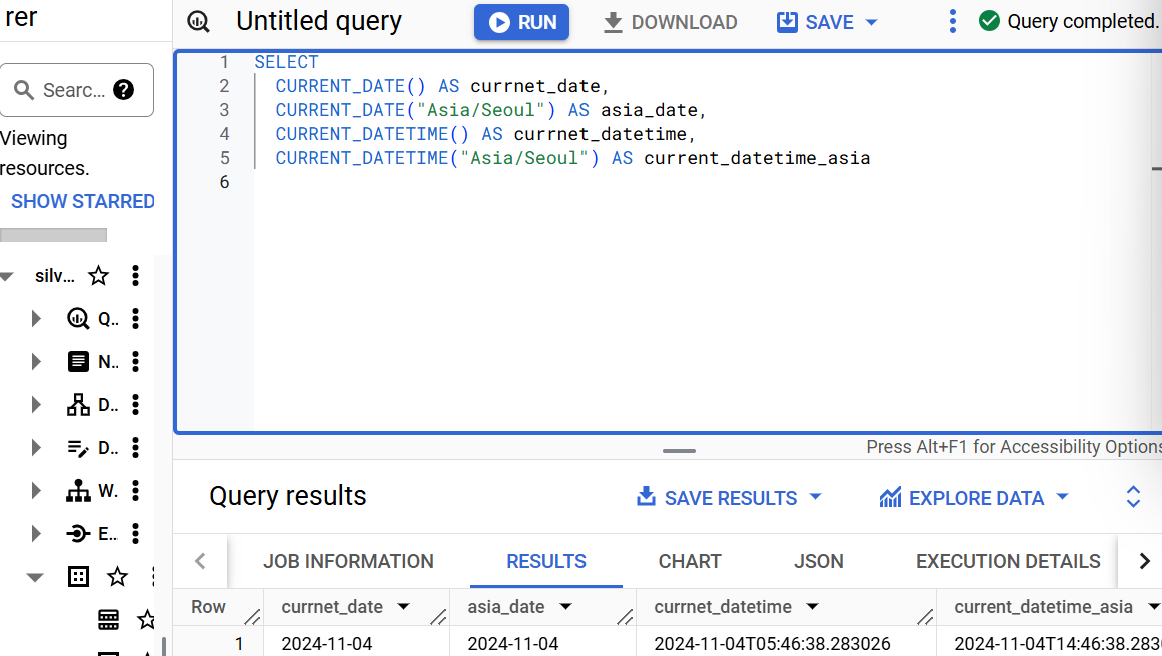 rer
Untitled query
RUN
DOWNLOAD
SAVE
Query completed.
Searc...
Viewing
resources.
SHOW STARRED
silv...
Q..
N..
D..
D..
W.
E..
1 SELECT
2 CURRENT_DATE() AS currnet_date,
3 CURRENT_DATE("Asia/Seoul") AS asia_date,
4 CURRENT_DATETIME() AS currnet_datetime,
5 CURRENT_DATETIME("Asia/Seoul") AS current_datetime_asia
6
Press Alt+F1 for Accessibility Options
Query results
SAVE RESULTS
EXPLORE DATA
JOB INFORMATION RESULTS CHART JSON EXECUTION DETAILS
Row currnet_date asia_date currnet_datetime current_datetime_asia
1 2024-11-04 2024-11-04 2024-11-04T05:46:38.283026 2024-11-04T14:46:38.2830